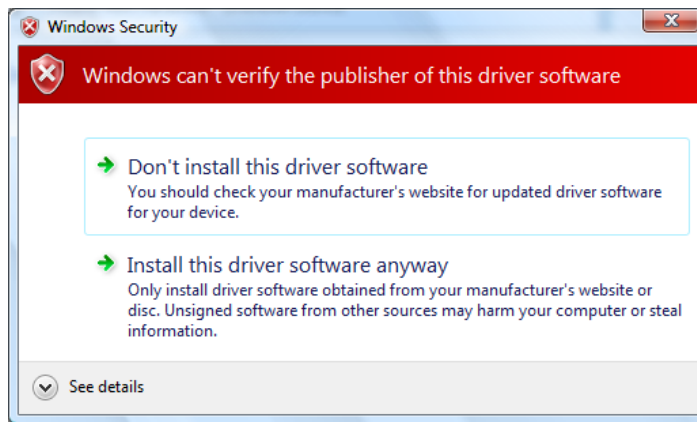 Windows Security
Windows can't verify the publisher of this driver software
Don't install this driver software
You should check your manufacturer's website for updated driver software
for your device.
Install this driver software anyway
Only install driver software obtained from your manufacturer's website or
disc. Unsigned software from other sources may harm your computer or steal
information.
See details